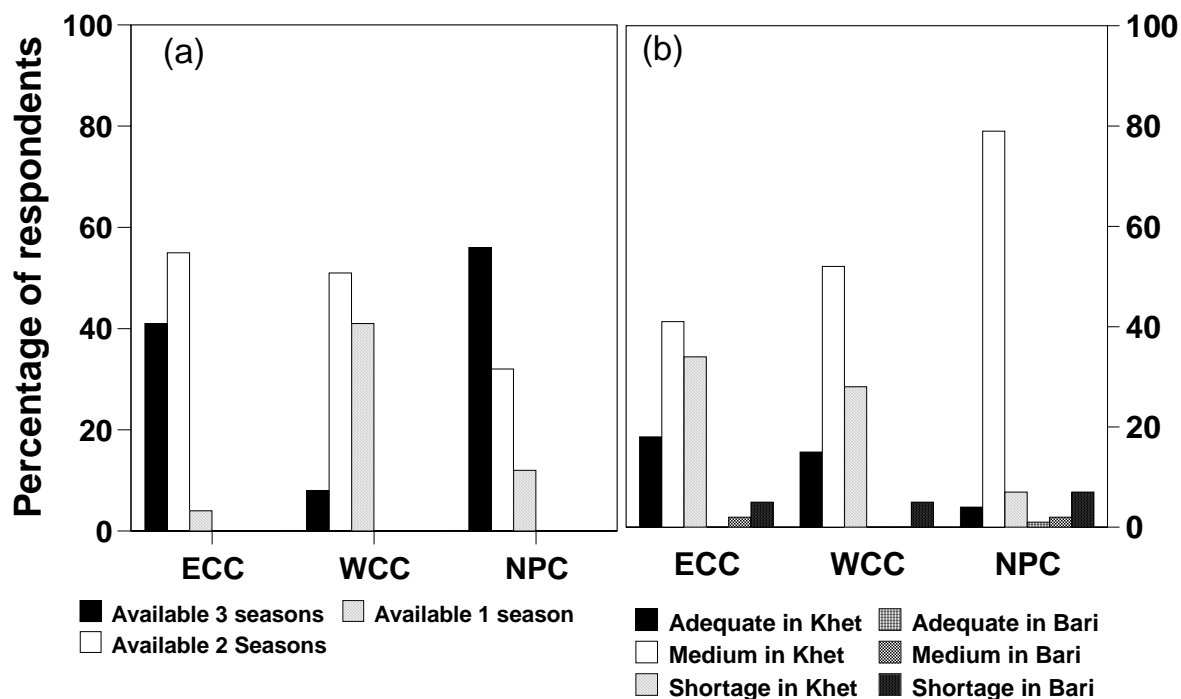 Percentage of respondents
(a)
100
80
60
40
20
0
ECC WCC NPC
Available 3 seasons Available 1 season
Available 2 Seasons
(b)
100
80
60
40
20
0
ECC WCC NPC
Adequate in Khet Adequate in Bari
Medium in Khet Medium in Bari
Shortage in Khet Shortage in Bari